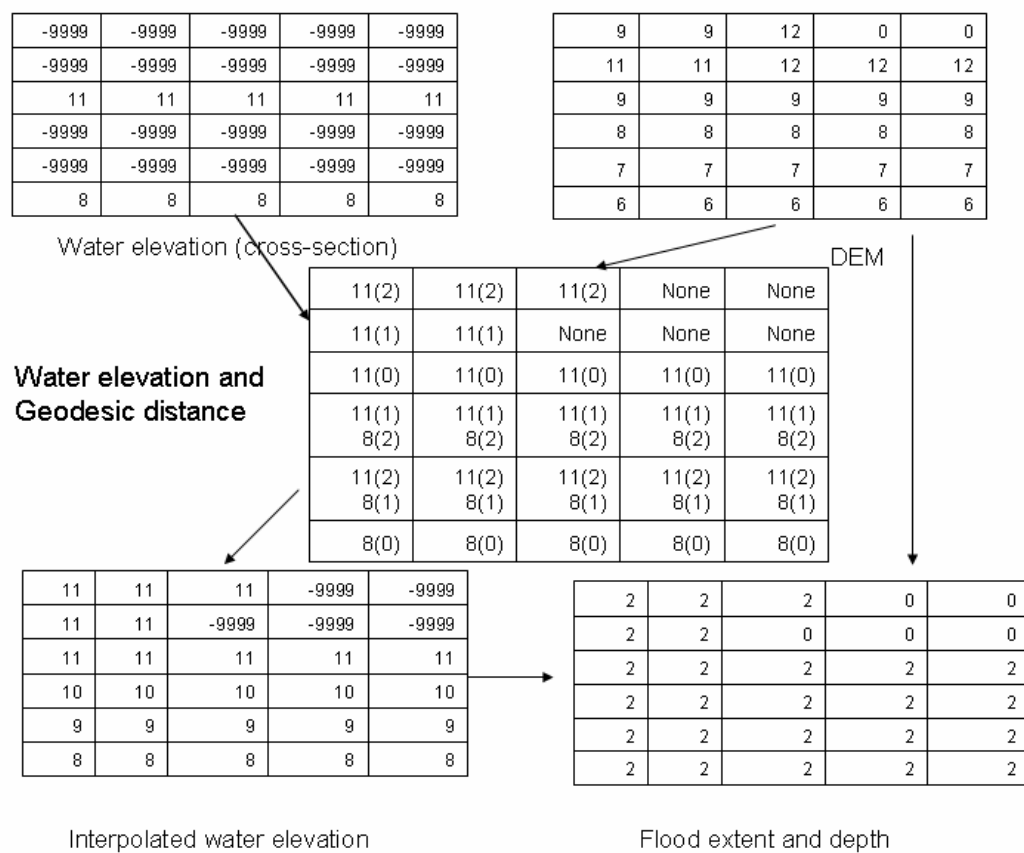 -9999 -9999 -9999 -9999 -9999
-9999 -9999 -9999 -9999 -9999
11 11 11 11 11
-9999 -9999 -9999 -9999 -9999
-9999 -9999 -9999 -9999 -9999
8 8 8 8 8
Water elevation (cross-section)
9 9 12 0 0
11 11 12 12 12
9 9 9 9 9
8 8 8 8 8
7 7 7 7 7
6 6 6 6 6
DEM
Water elevation and
Geodesic distance
11(2) 11(2) 11(2) None None
11(1) 11(1) None None None
11(0) 11(0) 11(0) 11(0) 11(0)
11(1) 11(1) 11(1) 11(1) 11(1)
8(2) 8(2) 8(2) 8(2) 8(2)
11(2) 11(2) 11(2) 11(2) 11(2)
8(1) 8(1) 8(1) 8(1) 8(1)
8(0) 8(0) 8(0) 8(0) 8(0)
11 11 11 -9999 -9999
11 11 -9999 -9999 -9999
11 11 11 11 11
10 10 10 10 10
9 9 9 9 9
8 8 8 8 8
Interpolated water elevation
2 2 2 0 0
2 2 0 0 0
2 2 2 2 2
2 2 2 2 2
2 2 2 2 2
2 2 2 2 2
Flood extent and depth